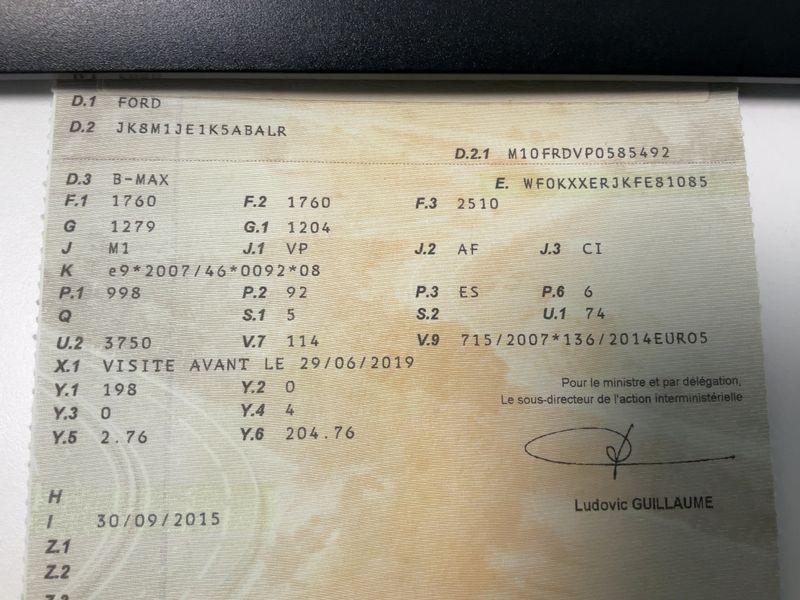 D.1 FORD
D.2 JK8M1JE1K5ABALR
D.2.1 M10FRDVP0585492
D.3 B-MAX E. WF0KXXERJKFE81085
F.1 1760 F.2 1760 F.3 2510
G 1279 G.1 1204
J M1 J.1 VP J.2 AF J.3 CI
K e9*2007/46*0092*08
P.1 998 P.2 92 P.3 ES P.6 6
Q S.1 5 S.2 U.1 74
U.2 3750 V.7 114 V.9 715/2007*136/2014EURO5
X.1 VISITE AVANT LE 29/06/2019
Y.1 198 Y.2 0
Pour le ministre et par délégation,
Le sous-directeur de l'action interministérielle
Y.3 0 Y.4 4
Y.5 2.76 Y.6 204.76
H
Ludovic GUILLAUME
I 30/09/2015
Z.1
Z.2